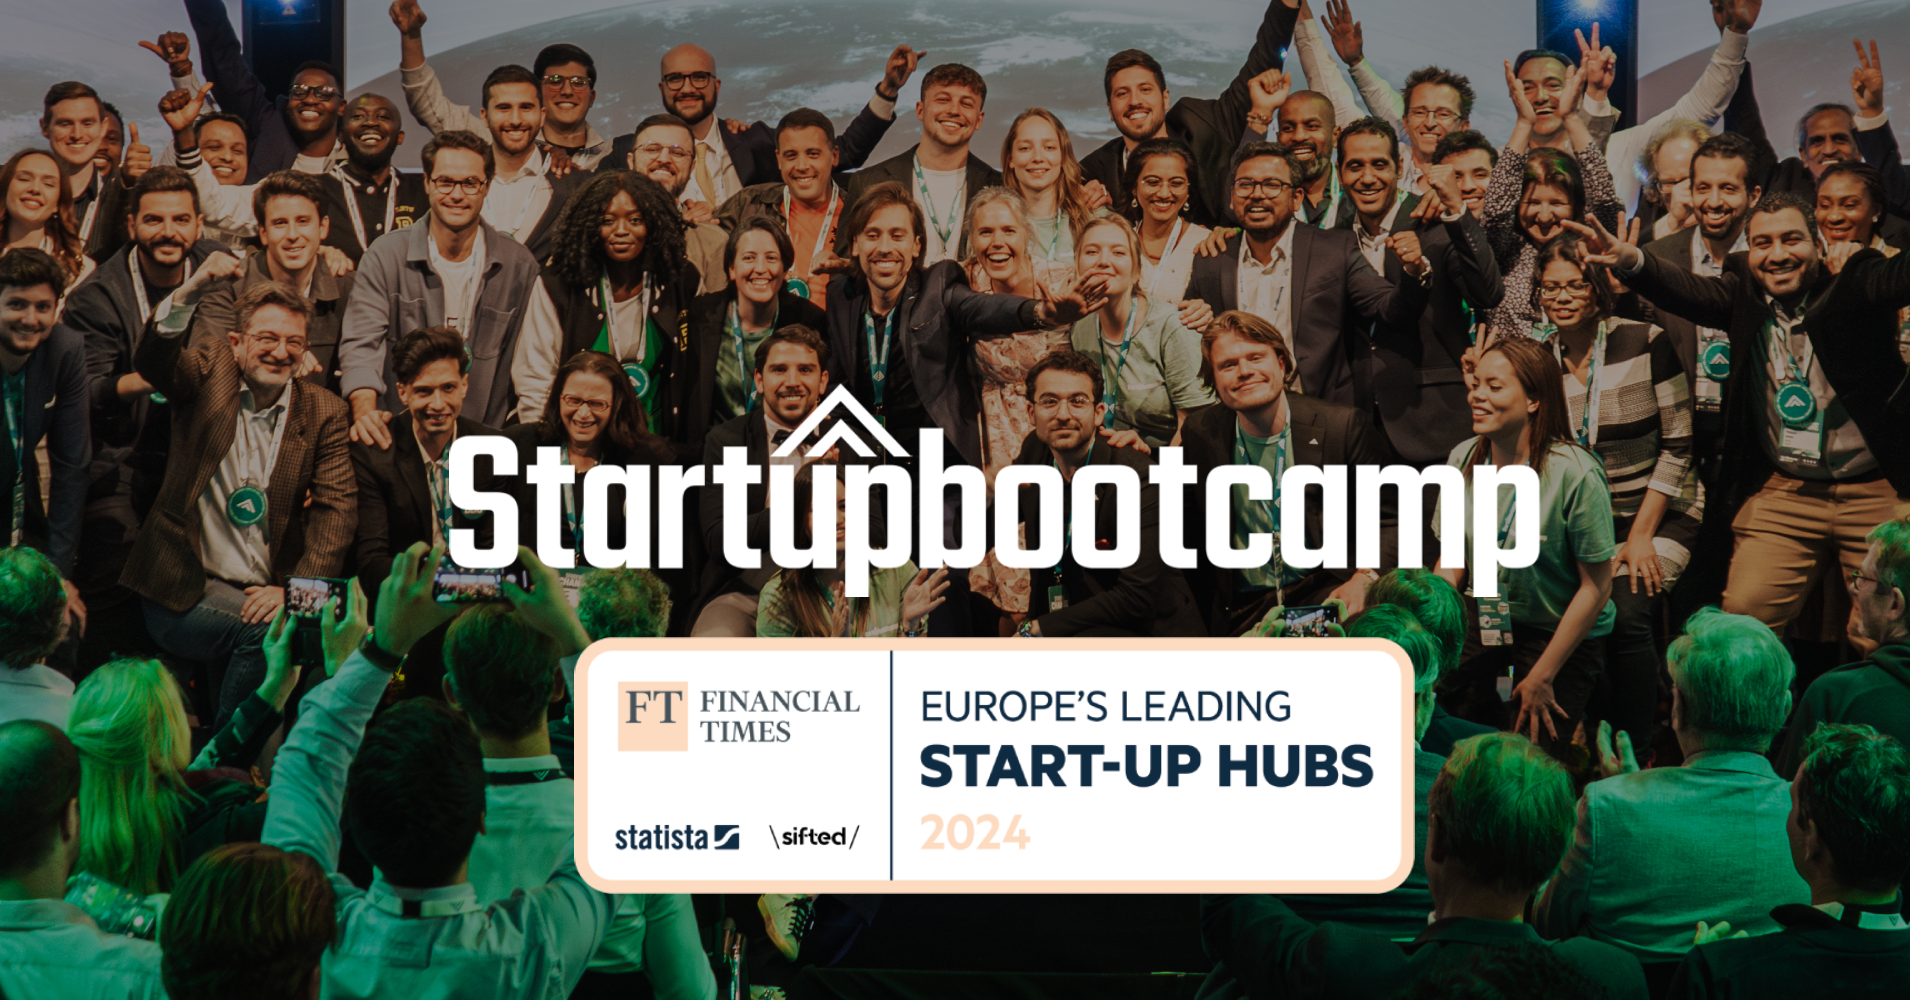 Startupbootcamp
FT FINANCIAL
TIMES
statista
\sifted/
EUROPE'S LEADING
START-UP HUBS
2024